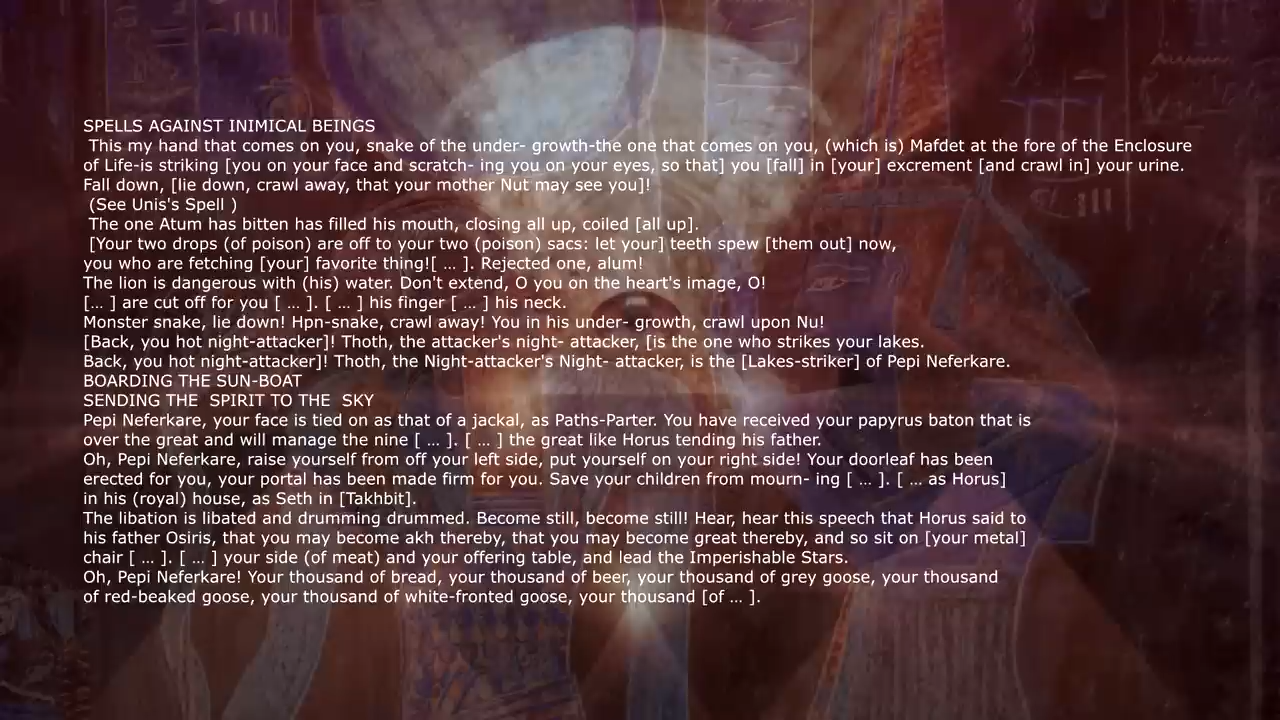 SPELLS AGAINST INIMICAL BEINGS
This my hand that comes on you, snake of the under- growth-the one that comes on you, (which is) Mafdet at the fore of the Enclosure
of Life-is striking [you on your face and scratch- ing you on your eyes, so that] you [fall] in [your] excrement [and crawl in] your urine.
Fall down, [lie down, crawl away, that your mother Nut may see you]!
(See Unis's Spell )
The one Atum has bitten has filled his mouth, closing all up, coiled [all up].
[Your two drops (of poison) are off to your two (poison) sacs: let your] teeth spew [them out] now,
you who are fetching [your] favorite thing![ … ]. Rejected one, alum!
The lion is dangerous with (his) water. Don't extend, O you on the heart's image, O!
[… ] are cut off for you [ … ]. [ … ] his finger [ … ] his neck.
Monster snake, lie down! Hpn-snake, crawl away! You in his under- growth, crawl upon Nu!
[Back, you hot night-attacker]! Thoth, the attacker's night- attacker, [is the one who strikes your lakes.
Back, you hot night-attacker]! Thoth, the Night-attacker's Night- attacker, is the [Lakes-striker] of Pepi Neferkare.
BOARDING THE SUN-BOAT
SENDING THE  SPIRIT TO THE  SKY
Pepi Neferkare, your face is tied on as that of a jackal, as Paths-Parter. You have received your papyrus baton that is
over the great and will manage the nine [ … ]. [ … ] the great like Horus tending his father.
Oh, Pepi Neferkare, raise yourself from off your left side, put yourself on your right side! Your doorleaf has been
erected for you, your portal has been made firm for you. Save your children from mourn- ing [ … ]. [ … as Horus]
in his (royal) house, as Seth in [Takhbit].
The libation is libated and drumming drummed. Become still, become still! Hear, hear this speech that Horus said to
his father Osiris, that you may become akh thereby, that you may become great thereby, and so sit on [your metal]
chair [ … ]. [ … ] your side (of meat) and your offering table, and lead the Imperishable Stars.
Oh, Pepi Neferkare! Your thousand of bread, your thousand of beer, your thousand of grey goose, your thousand
of red-beaked goose, your thousand of white-fronted goose, your thousand [of … ].